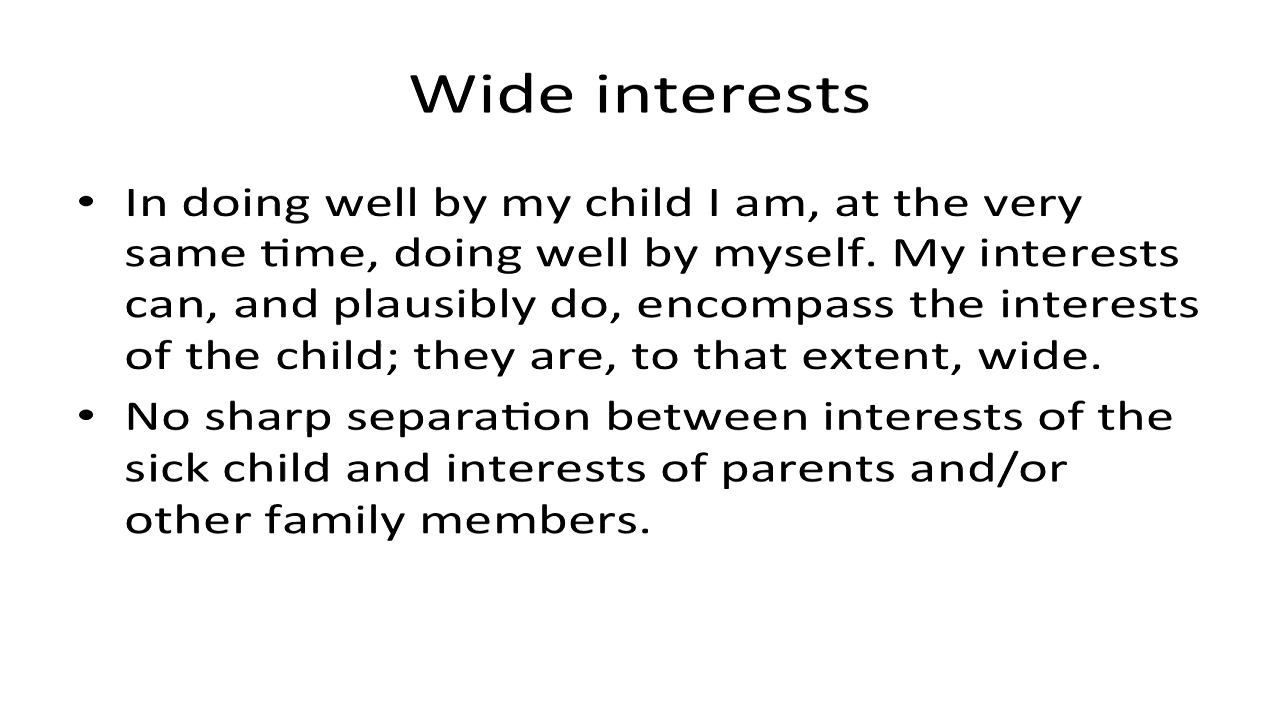 Wide interests
• In doing well by my child I am, at the very
same time, doing well by myself. My interests
can, and plausibly do, encompass the interests
of the child; they are, to that extent, wide.
• No sharp separation between interests of the
sick child and interests of parents and/or
other family members.